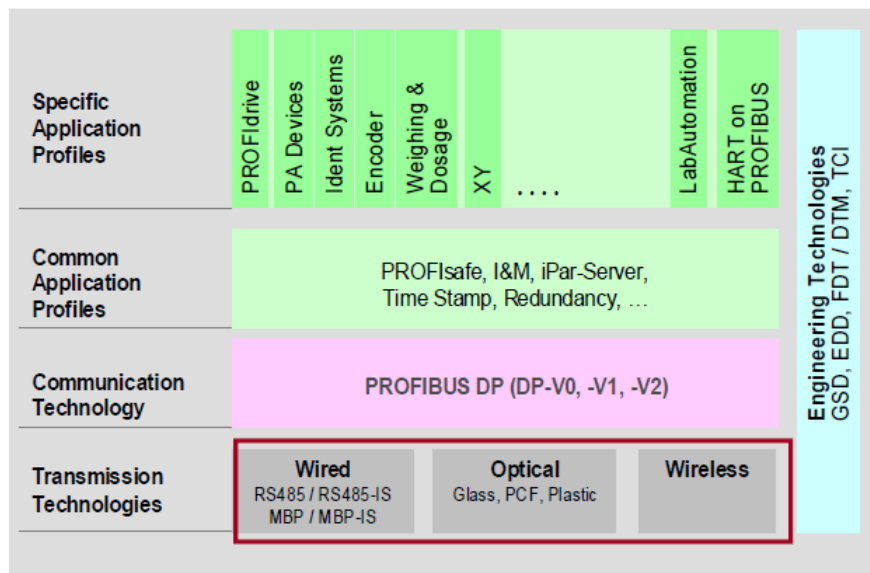 Specific
Application
Profiles
PROFIdrive
PA Devices
Ident Systems
Encoder
Weighing &
Dosage
XY
. . . .
LabAutomation
HART on
PROFIBUS
Common
Application
Profiles
PROFIsafe, I&M, iPar-Server,
Time Stamp, Redundancy, …
Communication
Technology
PROFIBUS DP (DP-V0, -V1, -V2)
Transmission
Technologies
Wired
RS485 / RS485-IS
MBP / MBP-IS
Optical
Glass, PCF, Plastic
Wireless
Engineering Technologies
GSD, EDD, FDT / DTM, TCI